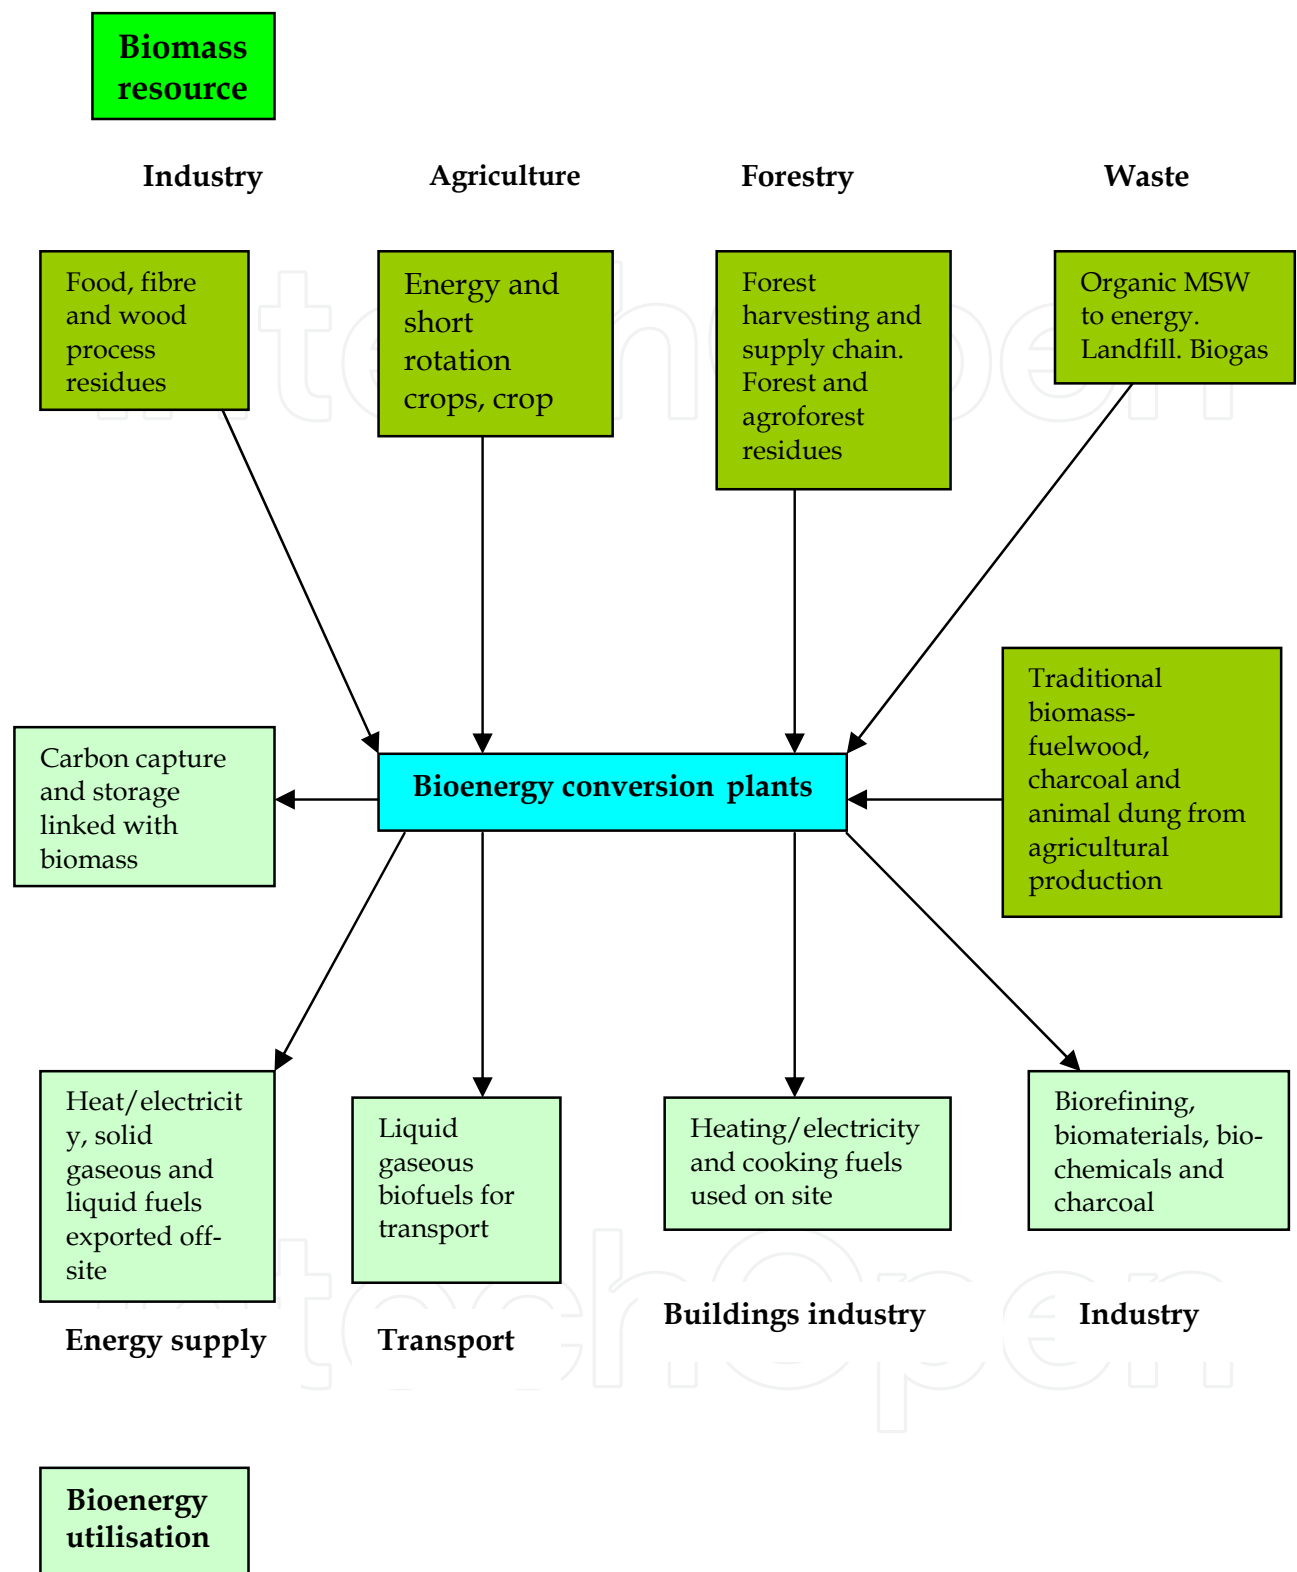 Biomass
resource
Industry
Agriculture
Forestry
Waste
Food, fibre
and wood
process
residues
Energy and
short
rotation
crops, crop
Forest
harvesting and
supply chain.
Forest and
agroforest
residues
Organic MSW
to energy.
Landfill. Biogas
Traditional
biomass-
fuelwood,
charcoal and
animal dung from
agricultural
production
Carbon capture
and storage
linked with
biomass
Bioenergy conversion plants
Heat/electricit
y, solid
gaseous and
liquid fuels
exported off-
site
Liquid
gaseous
biofuels for
transport
Heating/electricity
and cooking fuels
used on site
Biorefining,
biomaterials, bio-
chemicals and
charcoal
Energy supply
Transport
Buildings industry
Industry
Bioenergy
utilisation
IntechOpen
IntechOpen